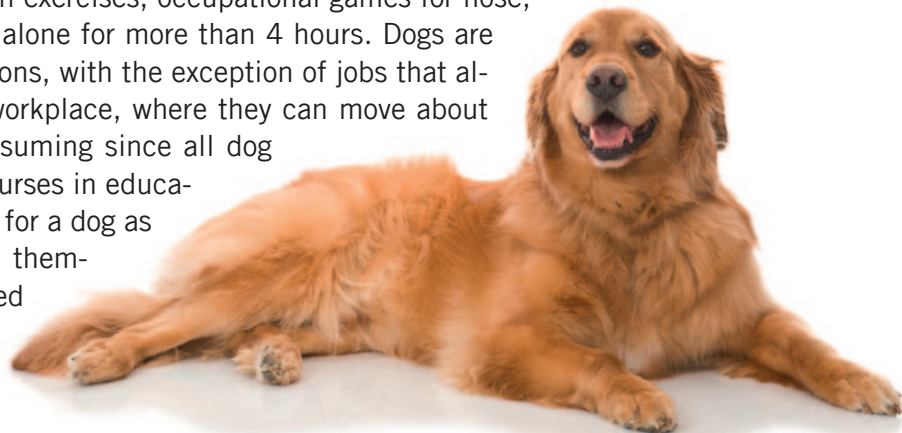 exercises, occupational games for nose,
alone for more than 4 hours. Dogs are
ons, with the exception of jobs that al-
workplace, where they can move about
suming since all dog
urses in educa-
for a dog as
them-
ed